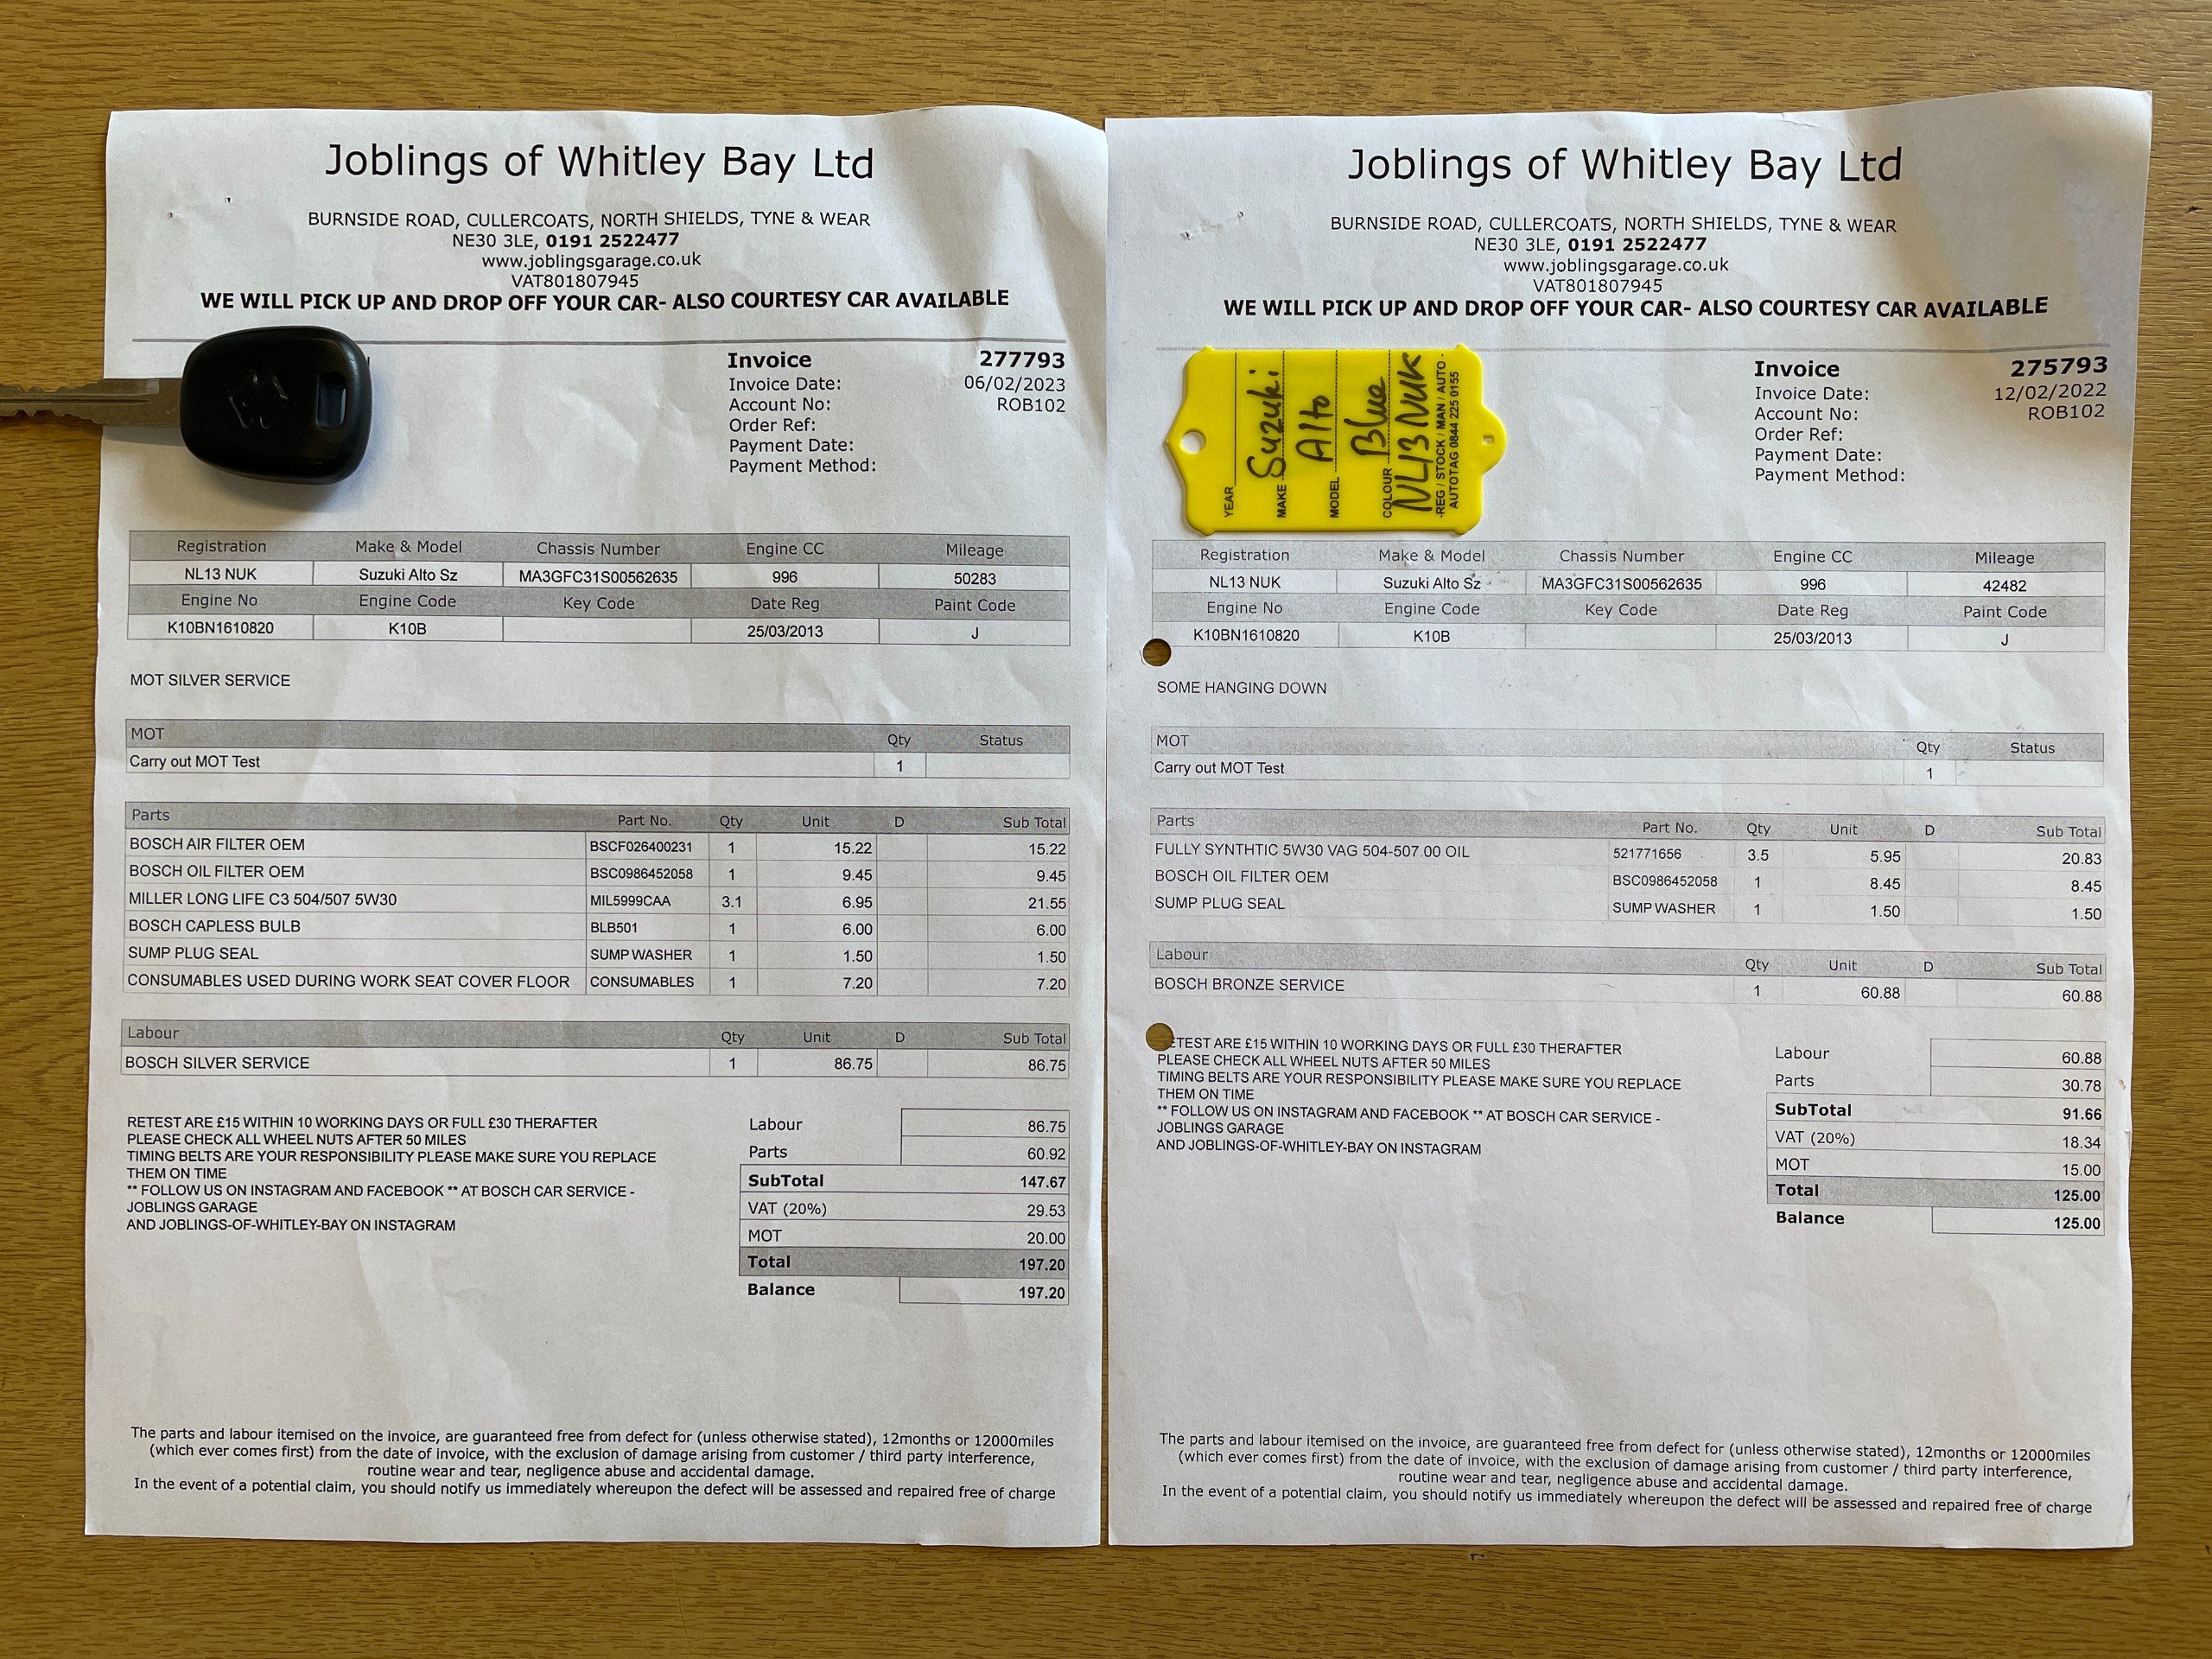 Joblings of Whitley Bay Ltd
BURNSIDE ROAD, CULLERCOATS, NORTH SHIELDS, TYNE & WEAR
NE30 3LE, 0191 2522477
www.joblingsgarage.co.uk
VAT801807945
WE WILL PICK UP AND DROP OFF YOUR CAR- ALSO COURTESY CAR AVAILABLE
Invoice 277793
Invoice Date: 06/02/2023
Account No: ROB102
Order Ref:
Payment Date:
Payment Method:
Registration Make & Model Chassis Number Engine CC Mileage
NL13 NUK Suzuki Alto Sz MA3GFC31S00562635 996 50283
Engine No Engine Code Key Code Date Reg Paint Code
K10BN1610820 K10B 25/03/2013 J
MOT SILVER SERVICE
MOT Qty Status
Carry out MOT Test 1
Parts Part No. Qty Unit D Sub Total
BOSCH AIR FILTER OEM BSCF026400231 1 15.22 15.22
BOSCH OIL FILTER OEM BSC0986452058 1 9.45 9.45
MILLER LONG LIFE C3 504/507 5W30 MIL5999CAA 3.1 6.95 21.55
BOSCH CAPLESS BULB BLB501 1 6.00 6.00
SUMP PLUG SEAL SUMP WASHER 1 1.50 1.50
CONSUMABLES USED DURING WORK SEAT COVER FLOOR CONSUMABLES 1 7.20 7.20
Labour Qty Unit D Sub Total
BOSCH SILVER SERVICE 1 86.75 86.75
RETEST ARE £15 WITHIN 10 WORKING DAYS OR FULL £30 THERAFTER
PLEASE CHECK ALL WHEEL NUTS AFTER 50 MILES
TIMING BELTS ARE YOUR RESPONSIBILITY PLEASE MAKE SURE YOU REPLACE
THEM ON TIME
** FOLLOW US ON INSTAGRAM AND FACEBOOK ** AT BOSCH CAR SERVICE -
JOBLINGS GARAGE
AND JOBLINGS-OF-WHITLEY-BAY ON INSTAGRAM
Labour 86.75
Parts 60.92
SubTotal 147.67
VAT (20%) 29.53
MOT 20.00
Total 197.20
Balance 197.20
The parts and labour itemised on the invoice, are guaranteed free from defect for (unless otherwise stated), 12months or 12000miles
(which ever comes first) from the date of invoice, with the exclusion of damage arising from customer / third party interference,
routine wear and tear, negligence abuse and accidental damage.
In the event of a potential claim, you should notify us immediately whereupon the defect will be assessed and repaired free of charge
Joblings of Whitley Bay Ltd
BURNSIDE ROAD, CULLERCOATS, NORTH SHIELDS, TYNE & WEAR
NE30 3LE, 0191 2522477
www.joblingsgarage.co.uk
VAT801807945
WE WILL PICK UP AND DROP OFF YOUR CAR- ALSO COURTESY CAR AVAILABLE
YEAR
MAKE Suzuki
MODEL Alto
COLOUR Blue
NL13 NUK
REG / STOCK / MAN / AUTO
AUTOTAG 0844 225 0155
Invoice 275793
Invoice Date: 12/02/2022
Account No: ROB102
Order Ref:
Payment Date:
Payment Method:
Registration Make & Model Chassis Number Engine CC Mileage
NL13 NUK Suzuki Alto Sz MA3GFC31S00562635 996 42482
Engine No Engine Code Key Code Date Reg Paint Code
K10BN1610820 K10B 25/03/2013 J
SOME HANGING DOWN
MOT Qty Status
Carry out MOT Test 1
Parts Part No. Qty Unit D Sub Total
FULLY SYNTHTIC 5W30 VAG 504-507.00 OIL 521771656 3.5 5.95 20.83
BOSCH OIL FILTER OEM BSC0986452058 1 8.45 8.45
SUMP PLUG SEAL SUMP WASHER 1 1.50 1.50
Labour Qty Unit D Sub Total
BOSCH BRONZE SERVICE 1 60.88 60.88
ETEST ARE £15 WITHIN 10 WORKING DAYS OR FULL £30 THERAFTER
PLEASE CHECK ALL WHEEL NUTS AFTER 50 MILES
TIMING BELTS ARE YOUR RESPONSIBILITY PLEASE MAKE SURE YOU REPLACE
THEM ON TIME
** FOLLOW US ON INSTAGRAM AND FACEBOOK ** AT BOSCH CAR SERVICE -
JOBLINGS GARAGE
AND JOBLINGS-OF-WHITLEY-BAY ON INSTAGRAM
Labour 60.88
Parts 30.78
SubTotal 91.66
VAT (20%) 18.34
MOT 15.00
Total 125.00
Balance 125.00
The parts and labour itemised on the invoice, are guaranteed free from defect for (unless otherwise stated), 12months or 12000miles
(which ever comes first) from the date of invoice, with the exclusion of damage arising from customer / third party interference,
routine wear and tear, negligence abuse and accidental damage.
In the event of a potential claim, you should notify us immediately whereupon the defect will be assessed and repaired free of charge